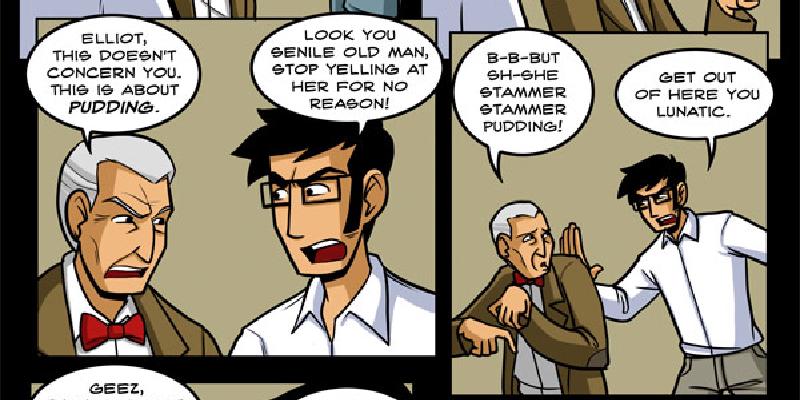 ELLIOT,
THIS DOESN'T
CONCERN YOU.
THIS IS ABOUT
PUDDING.
LOOK YOU
SENILE OLD MAN,
STOP YELLING AT
HER FOR NO
REASON!
B-B-BUT
SH-SHE
STAMMER
STAMMER
PUDDING!
GET OUT
OF HERE YOU
LUNATIC.
GEEZ,